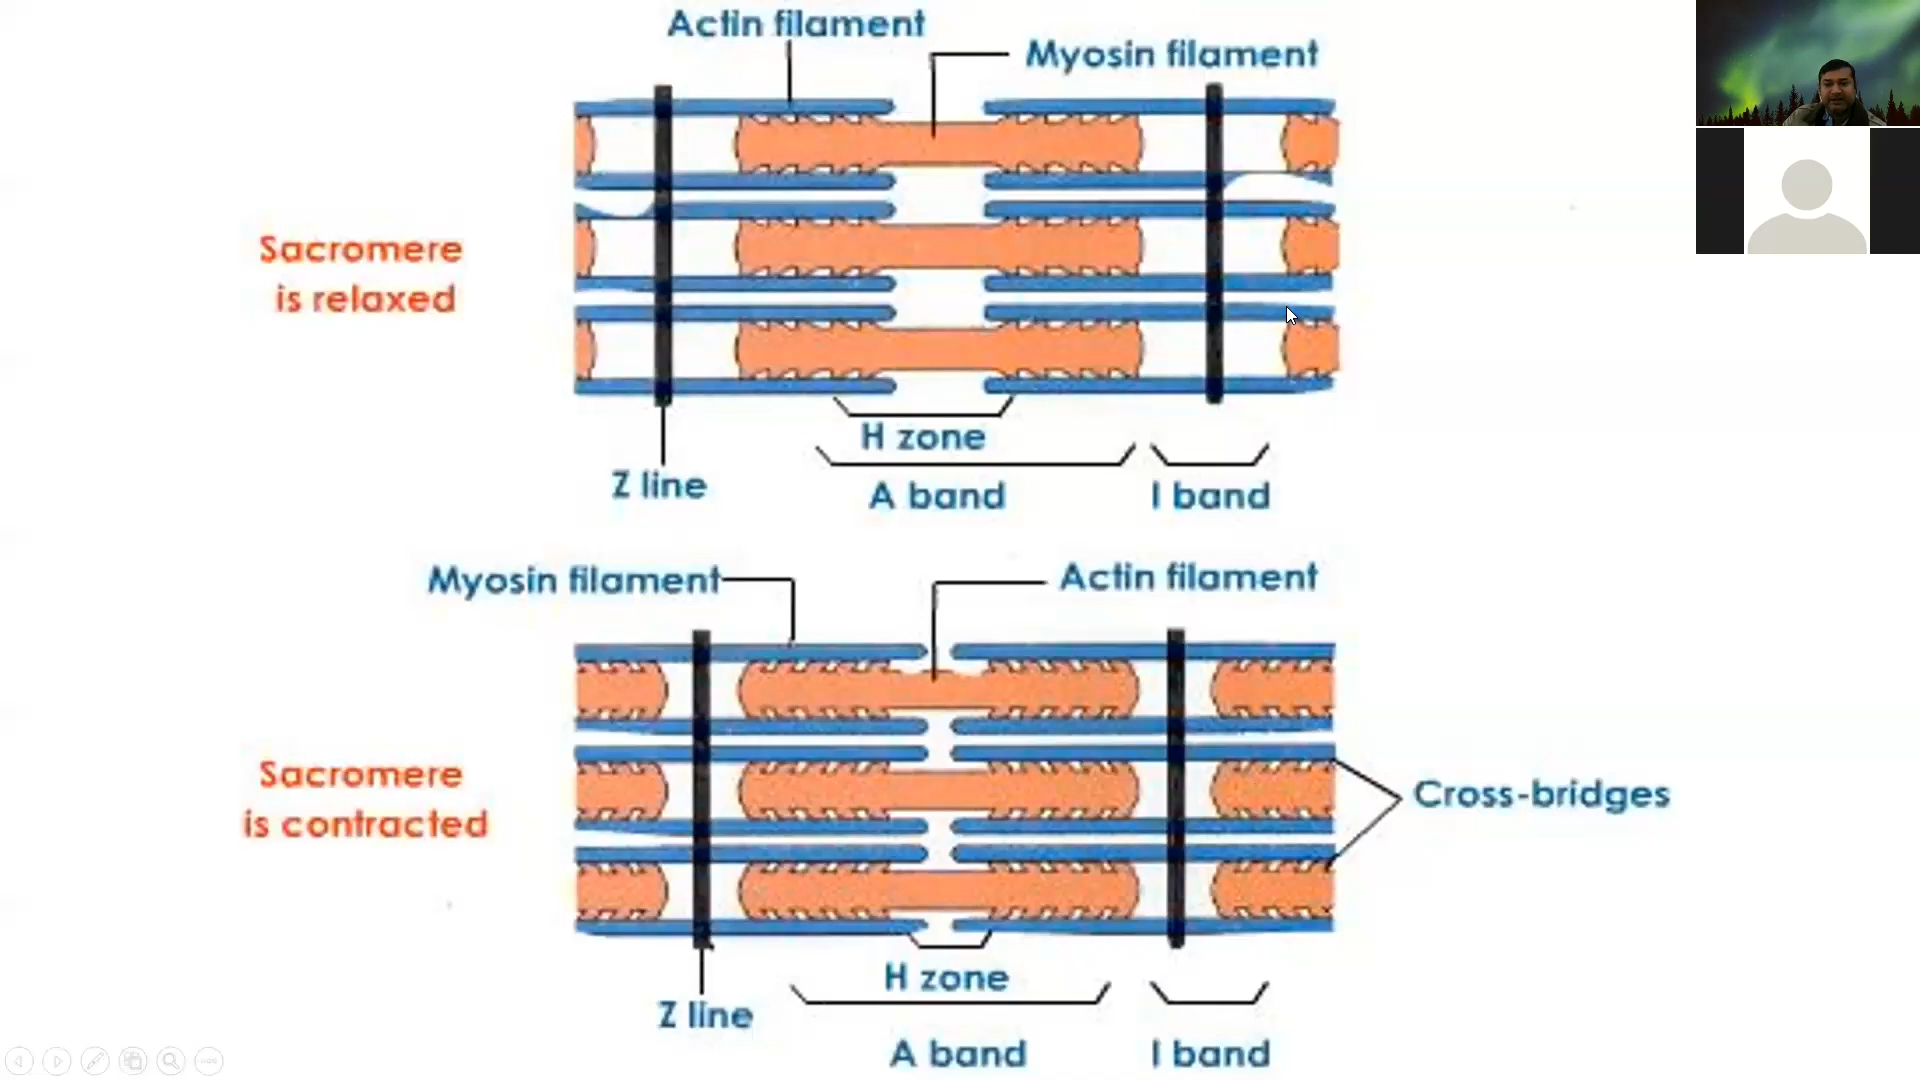 Actin filament
Myosin filament
Sacromere
is relaxed
H zone
Z line
A band
I band
Myosin filament
Actin filament
Sacromere
is contracted
Cross-bridges
H zone
Z line
A band
I band